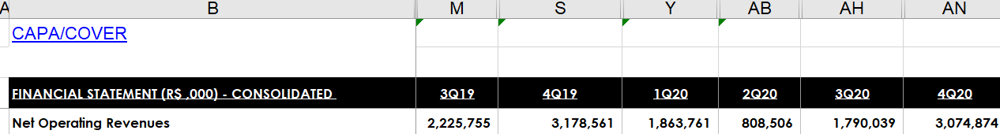 A B M S Y AB AH AN
CAPA/COVER
FINANCIAL STATEMENT (R$ ,000) - CONSOLIDATED 3Q19 4Q19 1Q20 2Q20 3Q20 4Q20
Net Operating Revenues 2,225,755 3,178,561 1,863,761 808,506 1,790,039 3,074,874